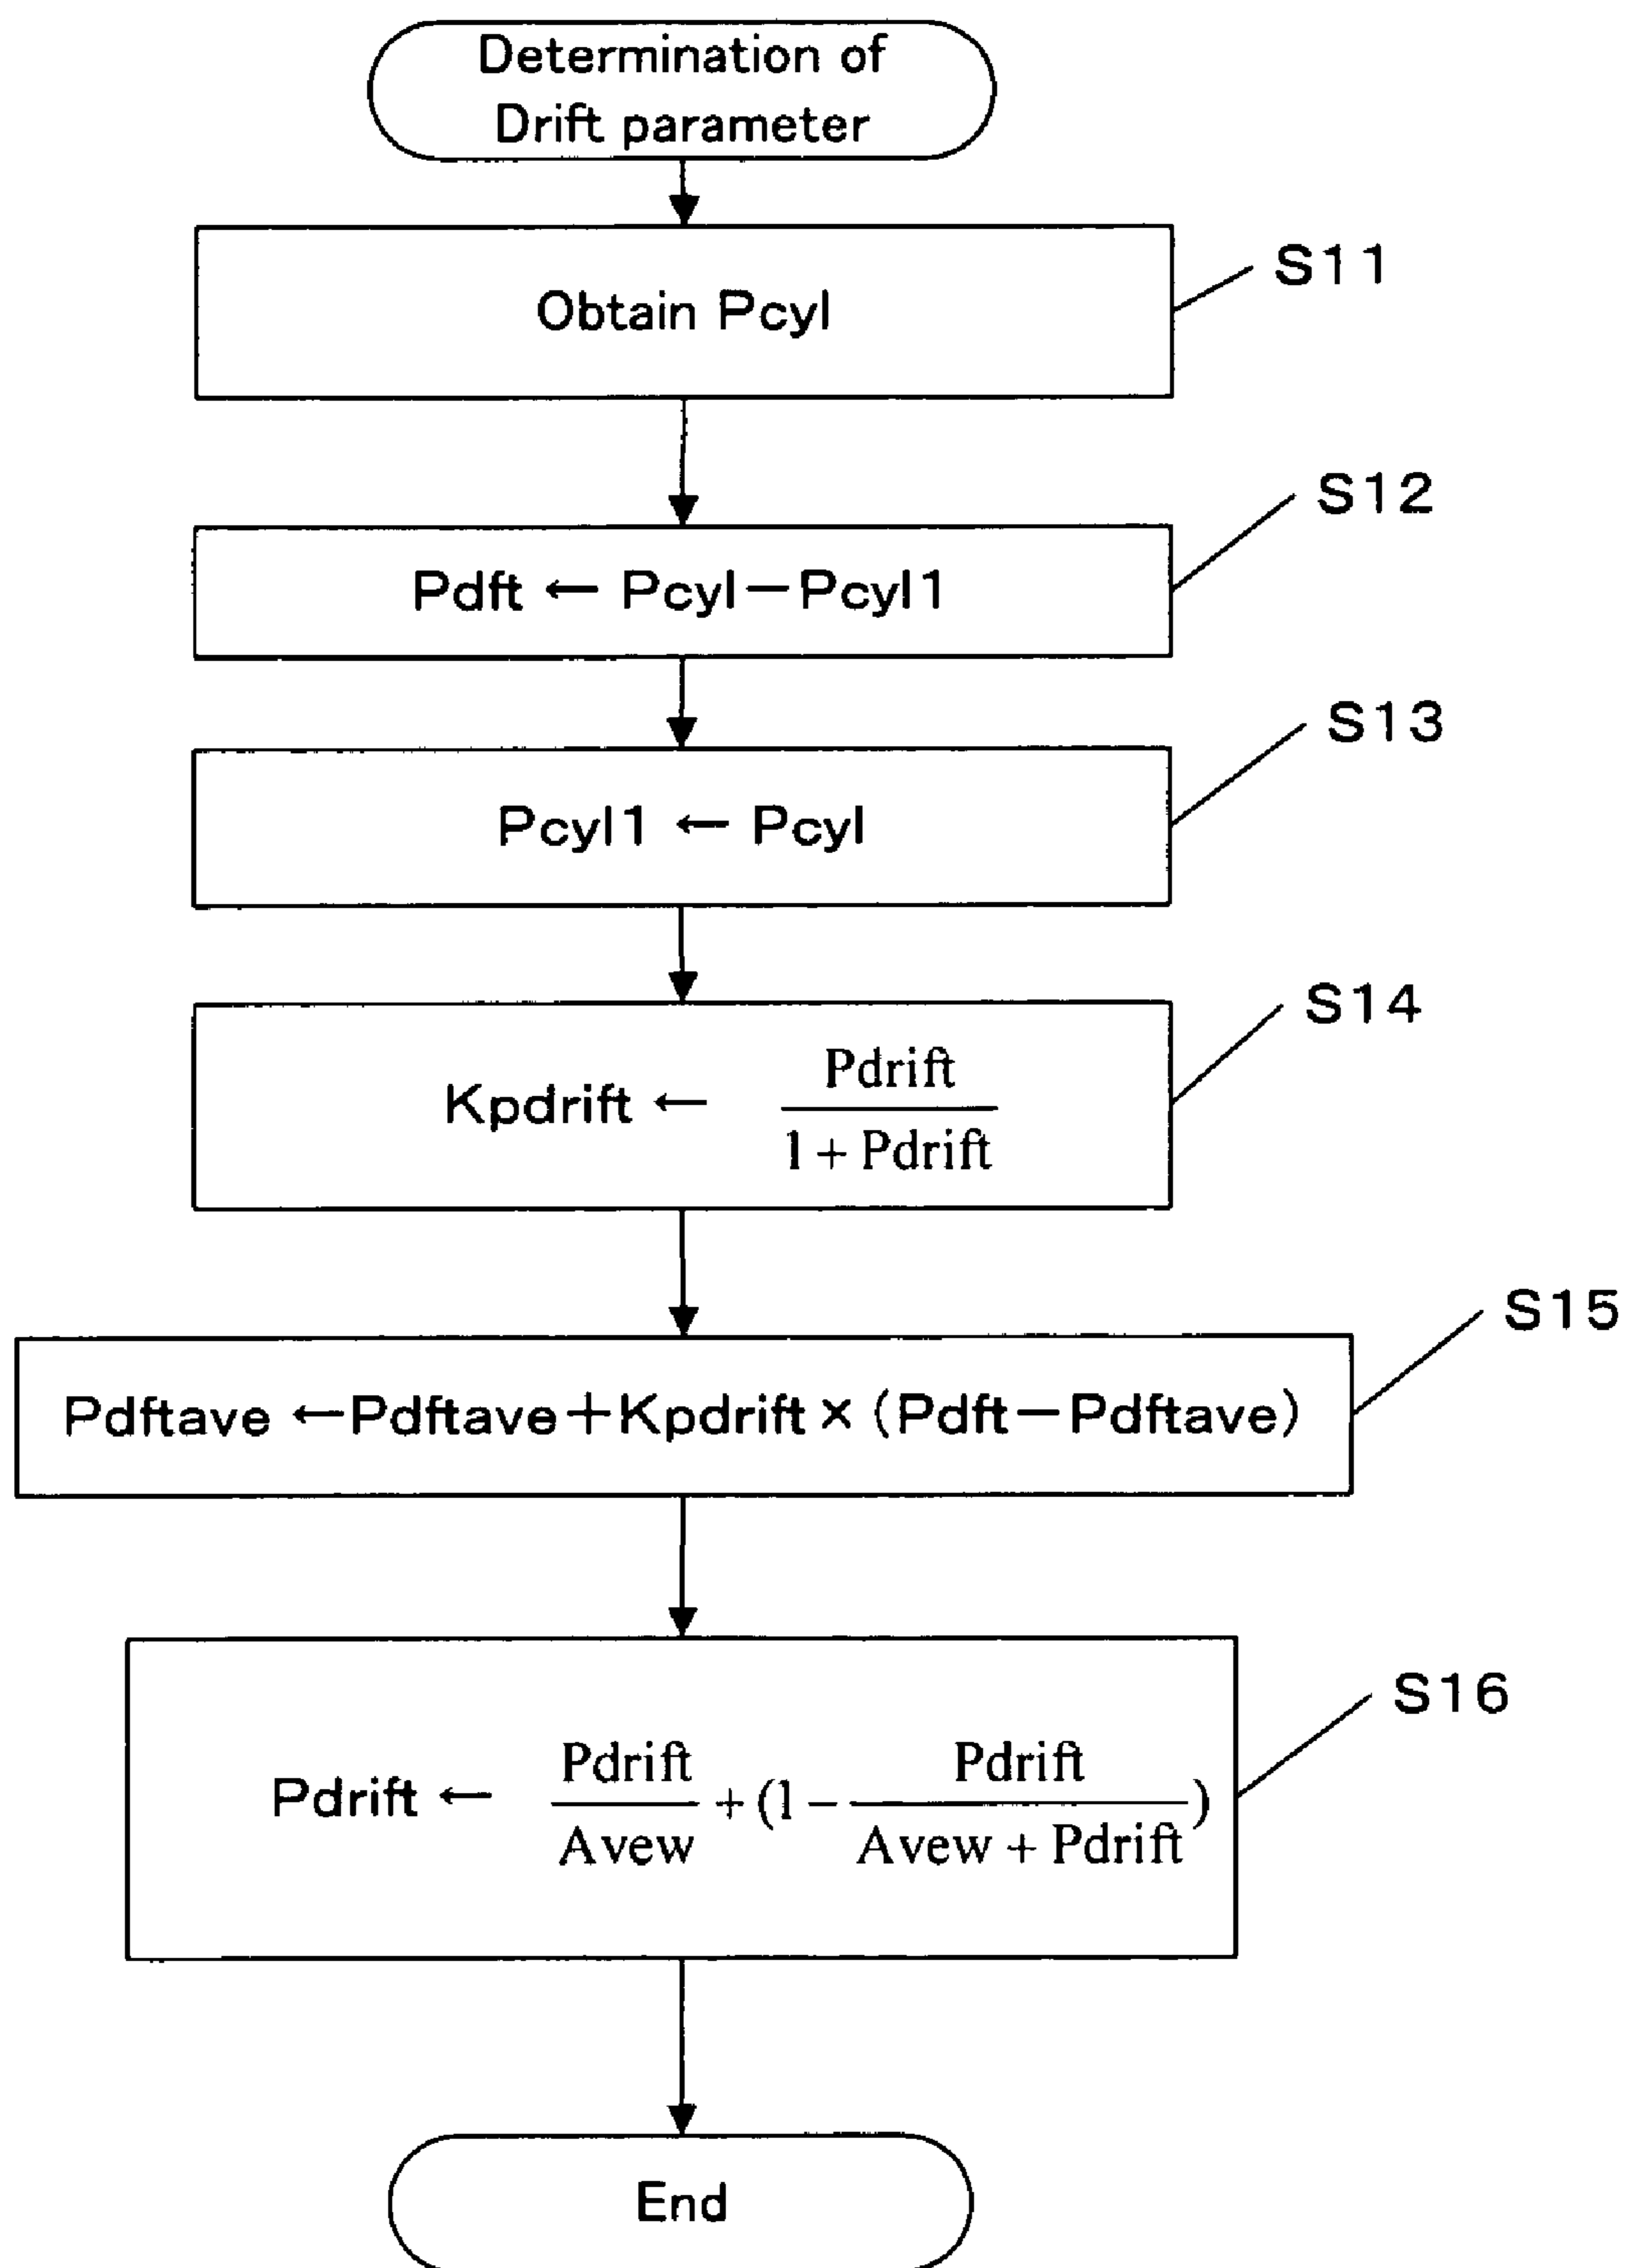 Determination of
Drift parameter
Obtain Pcyl
S11
Pdft ← Pcyl－Pcyl1
S12
Pcyl1 ← Pcyl
S13
Kpdrift ← Pdrift
1 + Pdrift
S14
Pdftave ←Pdftave＋Kpdrift × (Pdft－Pdftave)
S15
Pdrift ← Pdrift / Avew + (1 − Pdrift / Avew + Pdrift)
S16
End